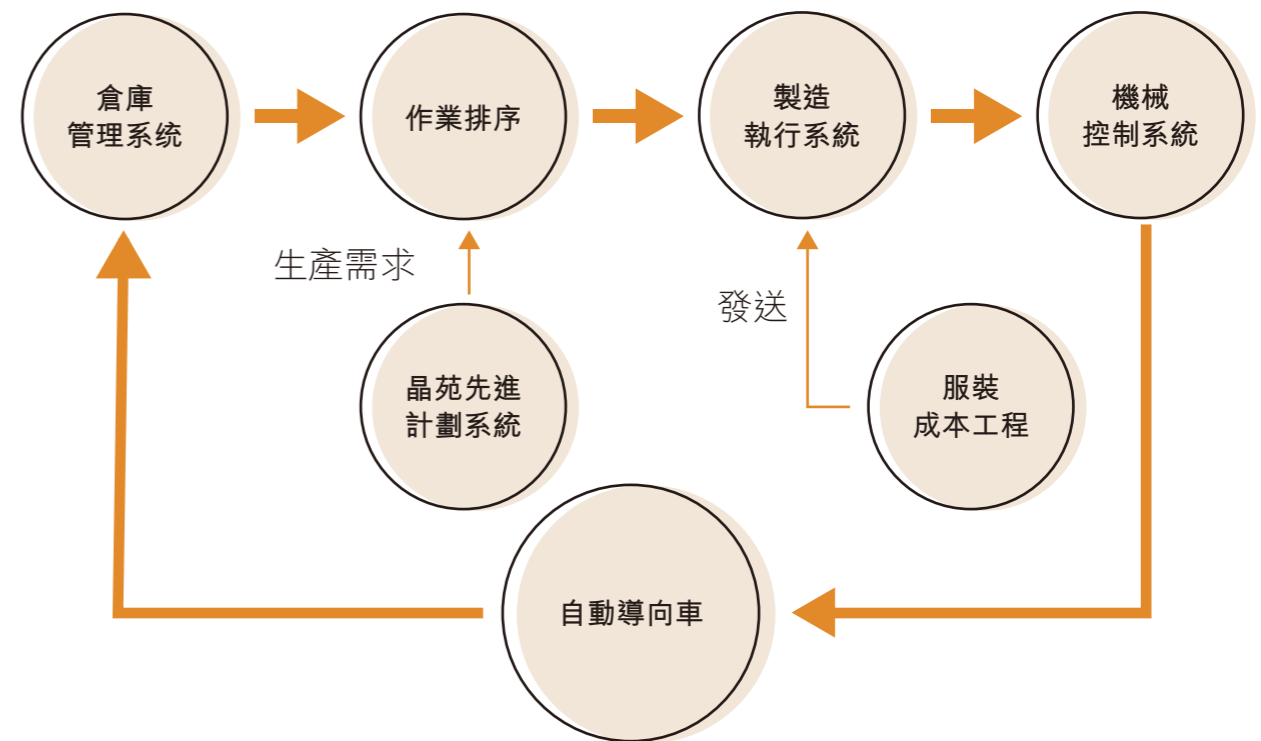 倉庫
管理系统
作業排序
製造
執行系統
機械
控制系統
生產需求
發送
晶苑先進
計劃系統
服裝
成本工程
自動導向車